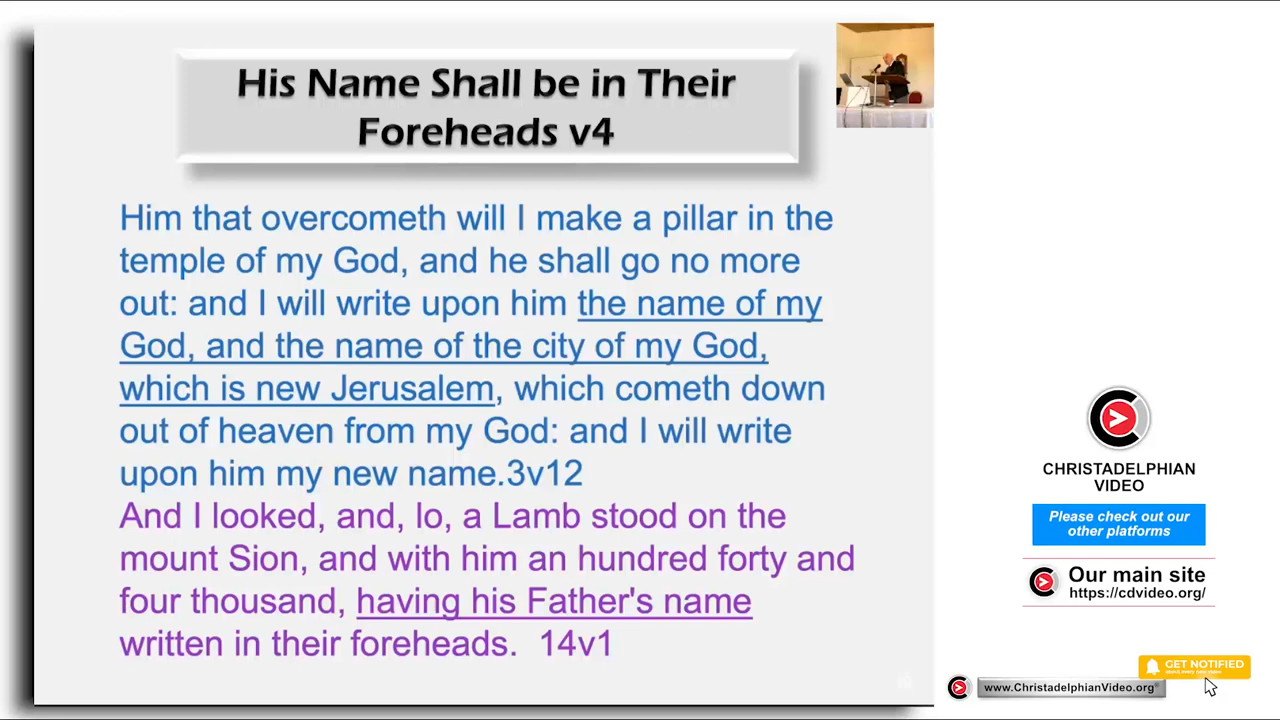 His Name Shall be in Their
Foreheads v4
Him that overcometh will I make a pillar in the
temple of my God, and he shall go no more
out: and I will write upon him the name of my
God, and the name of the city of my God,
which is new Jerusalem, which cometh down
out of heaven from my God: and I will write
upon him my new name.3v12
And I looked, and, lo, a Lamb stood on the
mount Sion, and with him an hundred forty and
four thousand, having his Father's name
written in their foreheads.  14v1
CHRISTADELPHIAN
VIDEO
Please check out our
other platforms
Our main site
https://cdvideo.org/
GET NOTIFIED
about every new video
www.ChristadelphianVideo.org